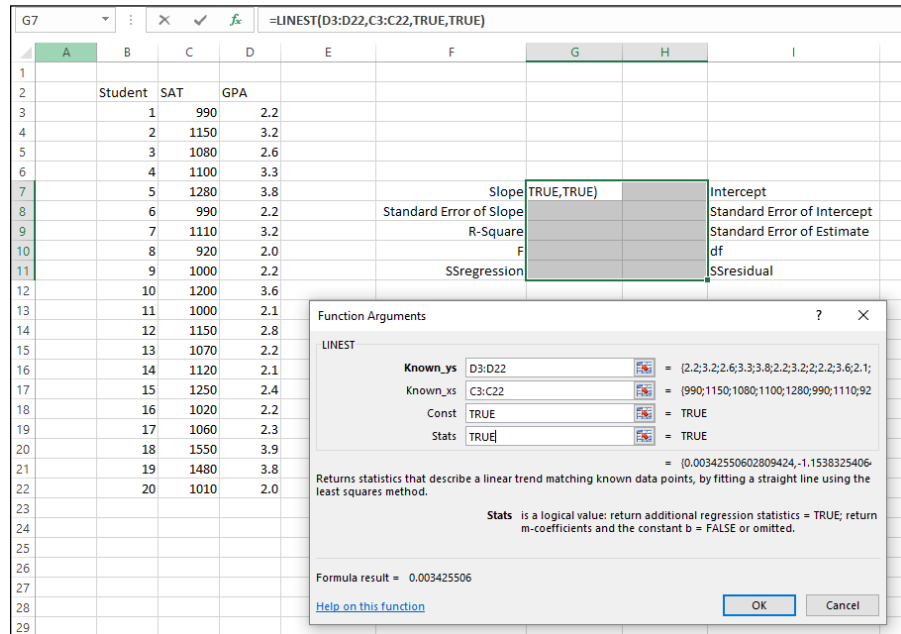 G7 =LINEST(D3:D22,C3:C22,TRUE,TRUE)
A B C D E F G H I
1
2 Student SAT GPA
3 1 990 2.2
4 2 1150 3.2
5 3 1080 2.6
6 4 1100 3.3
7 5 1280 3.8 Slope TRUE,TRUE) Intercept
8 6 990 2.2 Standard Error of Slope Standard Error of Intercept
9 7 1110 3.2 R-Square Standard Error of Estimate
10 8 920 2.0 F df
11 9 1000 2.2 SSregression SSresidual
12 10 1200 3.6
13 11 1000 2.1
14 12 1150 2.8
15 13 1070 2.2
16 14 1120 2.1
17 15 1250 2.4
18 16 1020 2.2
19 17 1060 2.3
20 18 1550 3.9
21 19 1480 3.8
22 20 1010 2.0
23
24
25
26
27
28
29
Function Arguments ?
LINEST
Known_ys D3:D22 = {2.2;3.2;2.6;3.3;3.8;2.2;3.2;2;2.2;3.6;2.1;
Known_xs C3:C22 = {990;1150;1080;1100;1280;990;1110;92
Const TRUE = TRUE
Stats TRUE = TRUE
= {0.00342550602809424,-1.1538325406
Returns statistics that describe a linear trend matching known data points, by fitting a straight line using the
least squares method.
Stats is a logical value: return additional regression statistics = TRUE; return
m-coefficients and the constant b = FALSE or omitted.
Formula result = 0.003425506
Help on this function OK Cancel